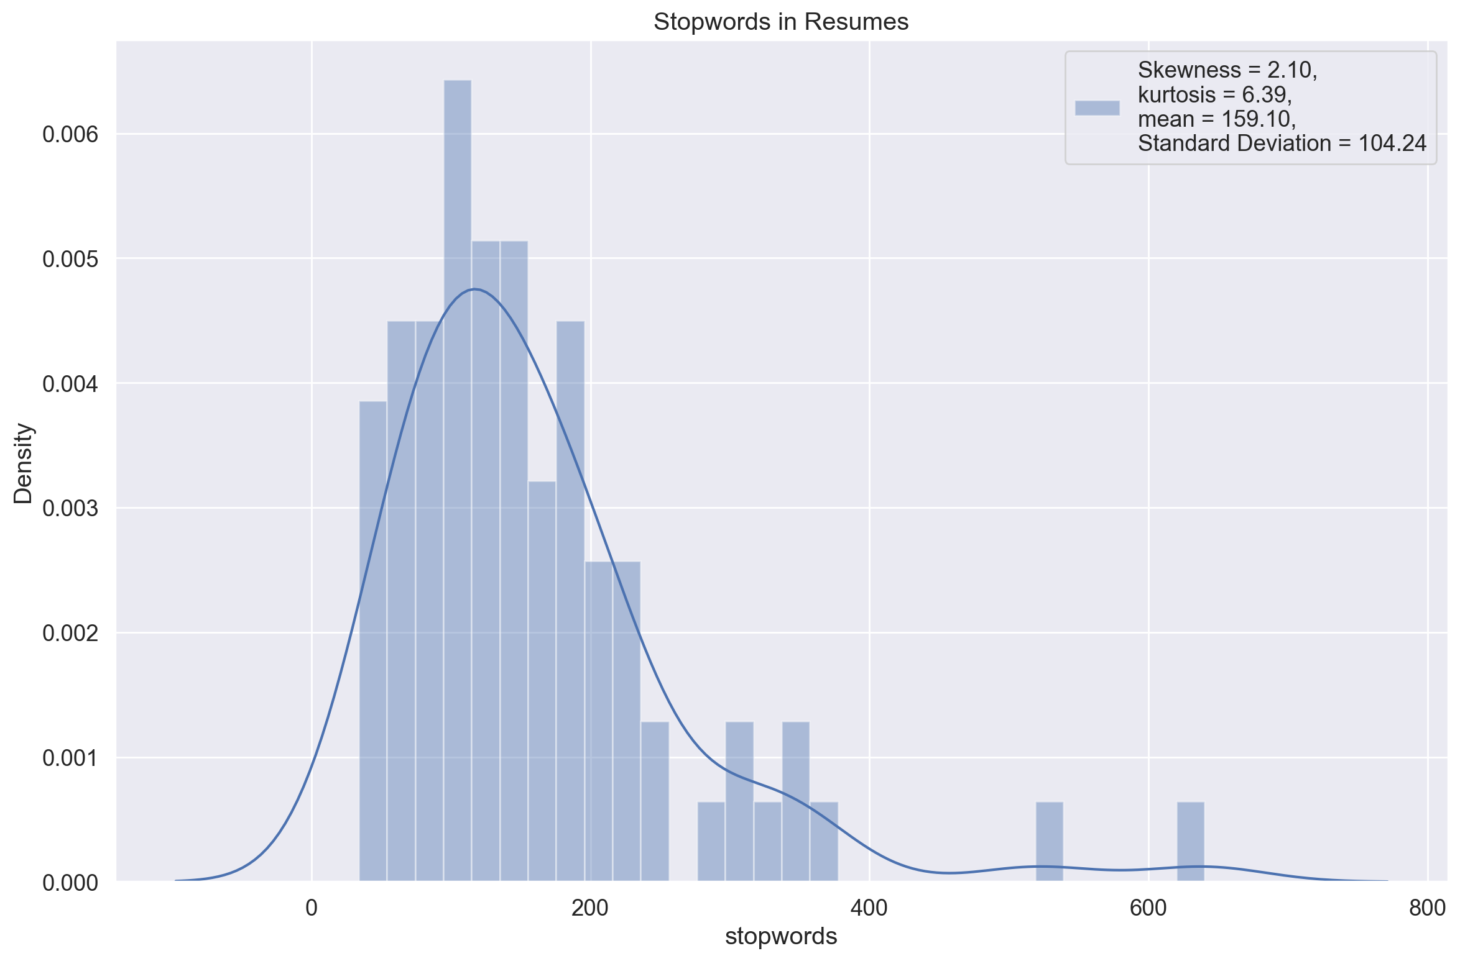 Stopwords in Resumes
Skewness = 2.10,
kurtosis = 6.39,
mean = 159.10,
Standard Deviation = 104.24
0.006
0.005
0.004
0.003
0.002
0.001
0.000
Density
0 200 400 600 800
stopwords